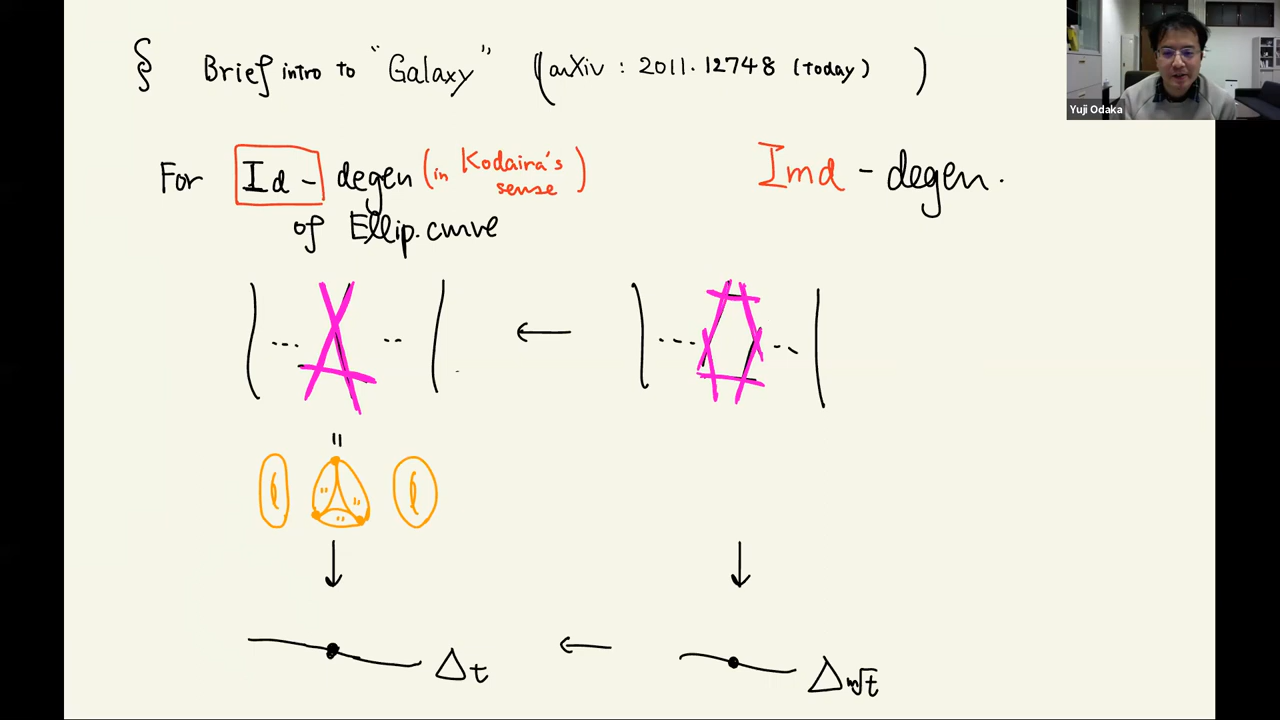 § Brief intro to "Galaxy" (arXiv : 2011.12748 (today) )
Yuji Odaka
For Id - degen (in Kodaira's sense)
of Ellip. curve
Imd - degen.
Δt
Δm√t